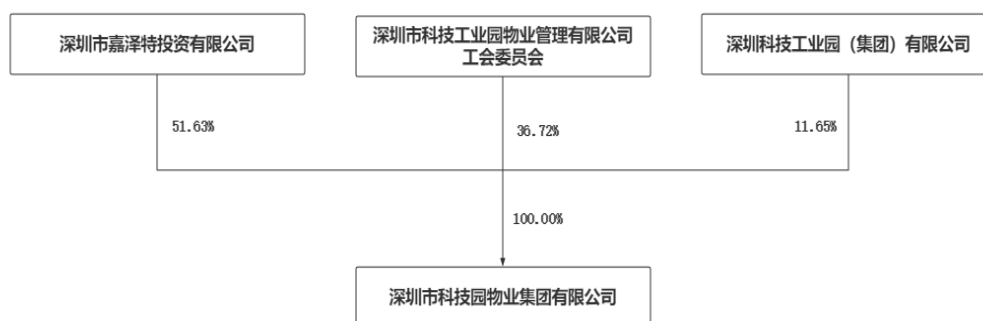 深圳市嘉泽特投资有限公司
深圳市科技工业园物业管理有限公司
工会委员会
深圳科技工业园（集团）有限公司
51.63%
36.72%
11.65%
100.00%
深圳市科技园物业集团有限公司